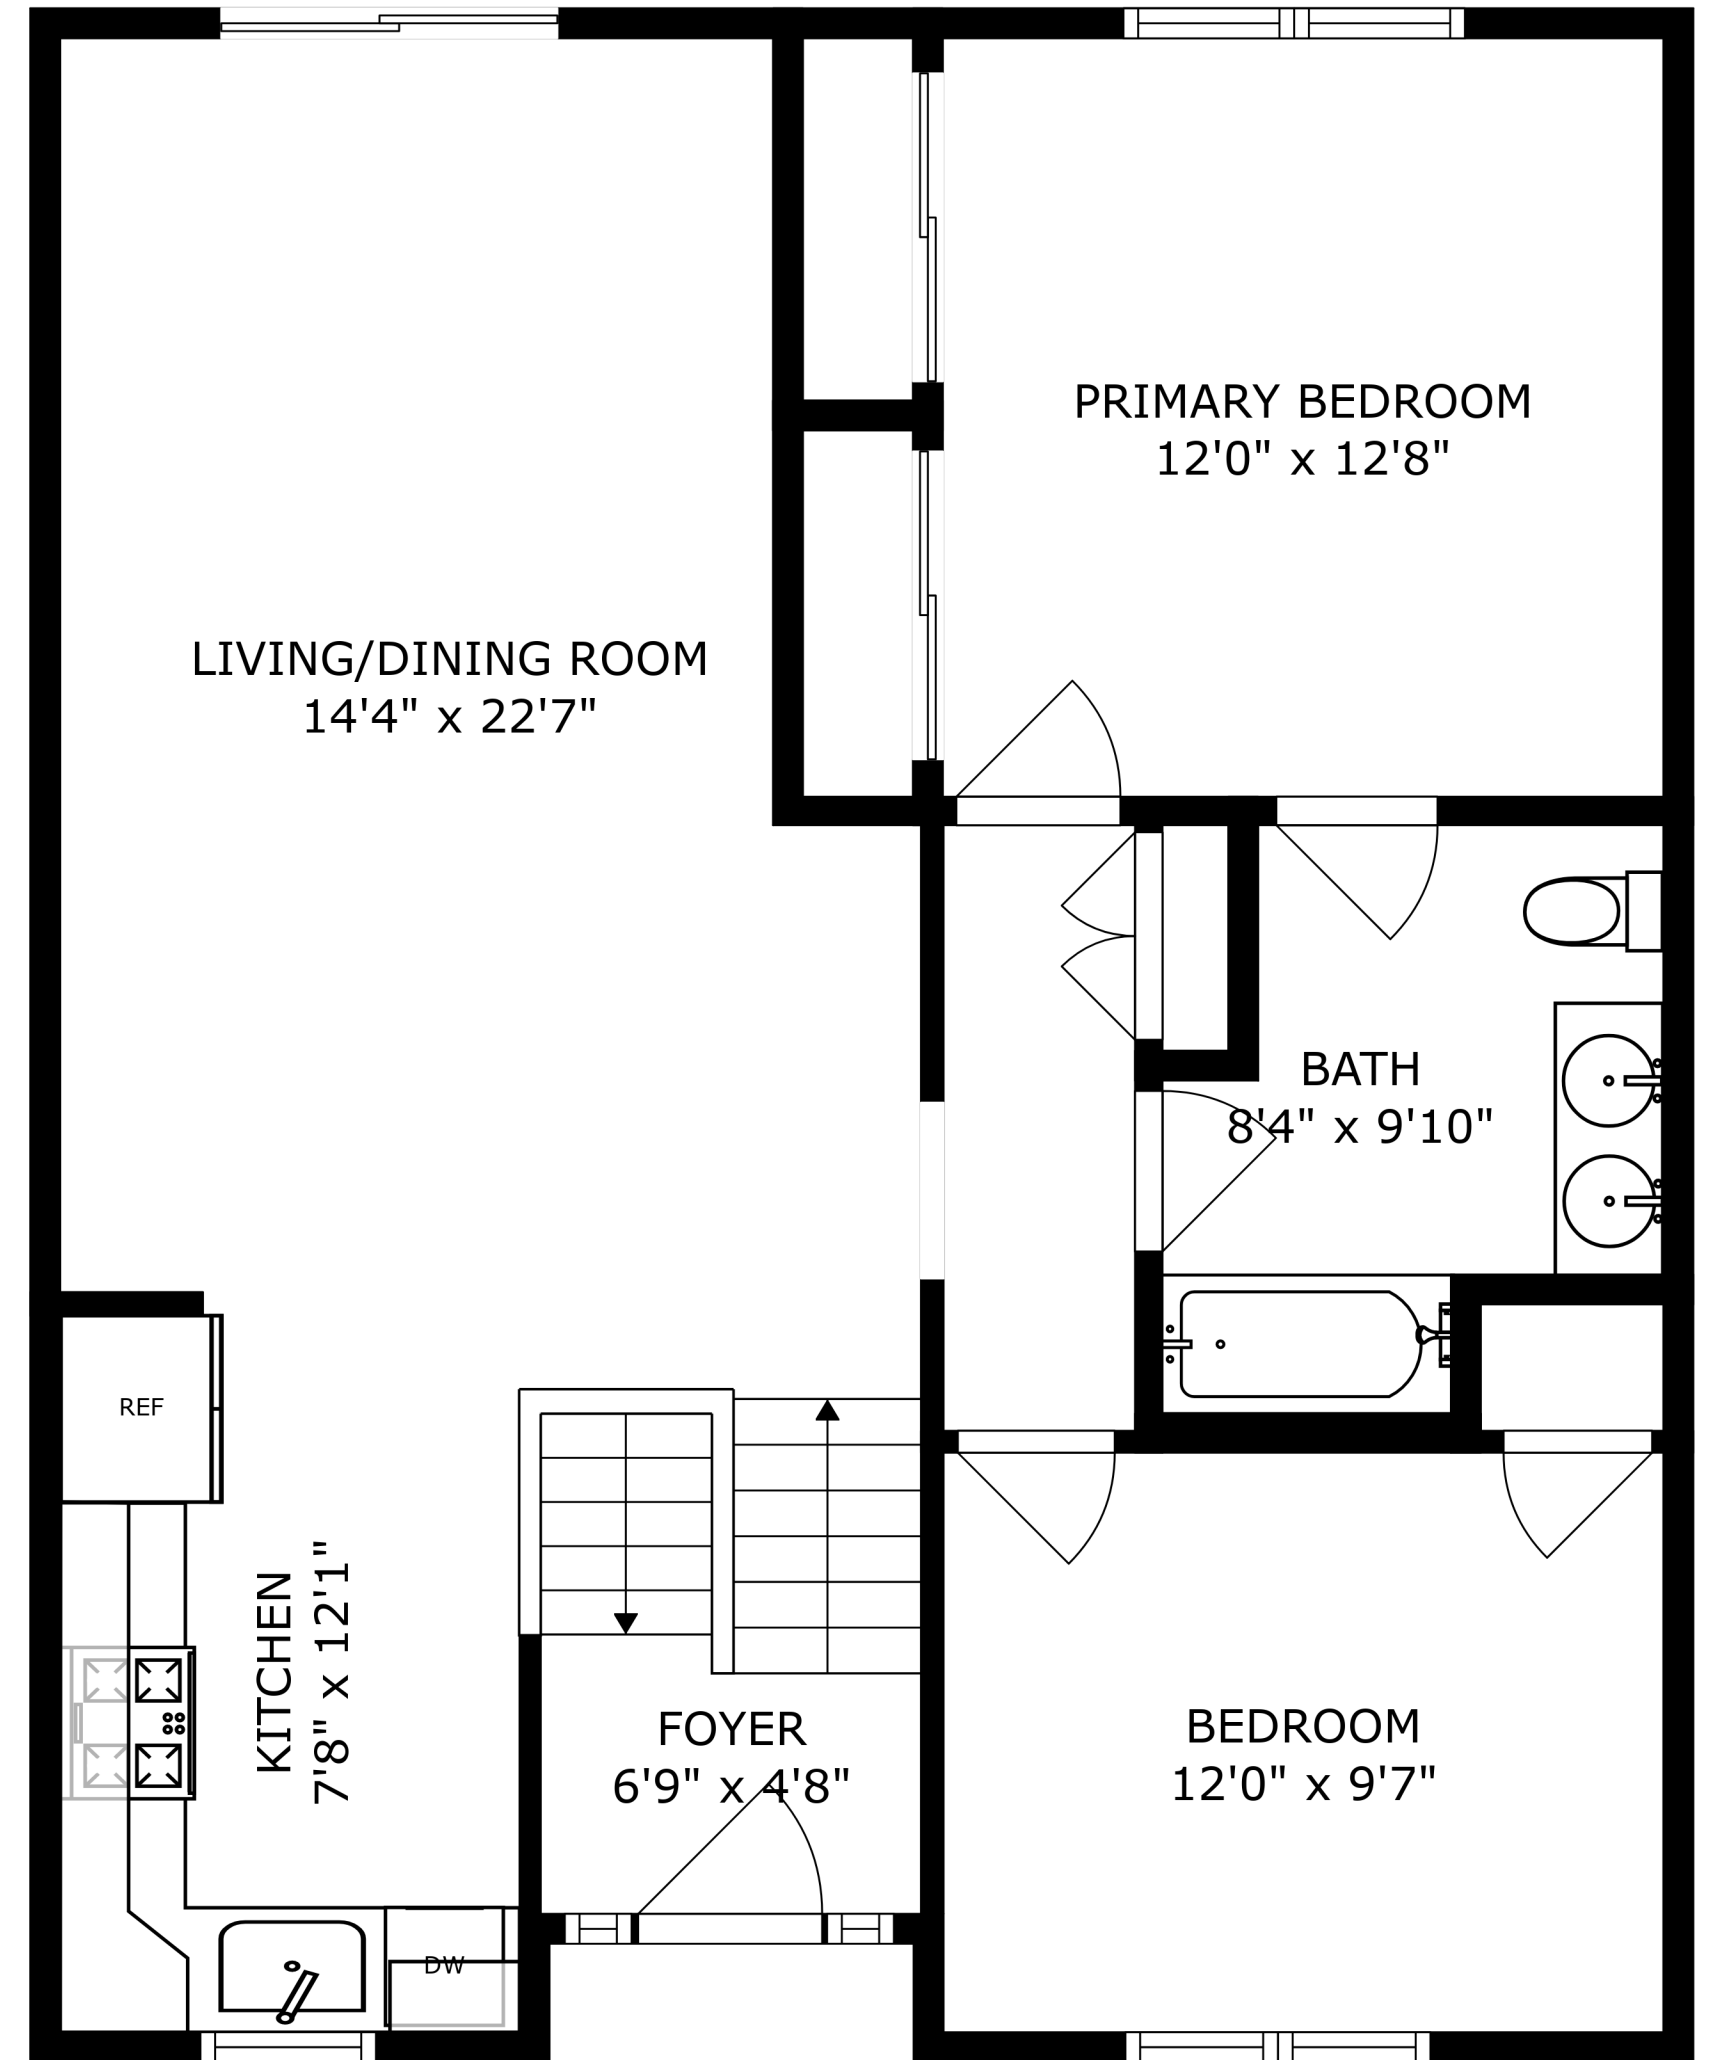 PRIMARY BEDROOM
12'0" x 12'8"
LIVING/DINING ROOM
14'4" x 22'7"
BATH
8'4" x 9'10"
REF
KITCHEN
7'8" x 12'1"
FOYER
6'9" x 4'8"
BEDROOM
12'0" x 9'7"
DW